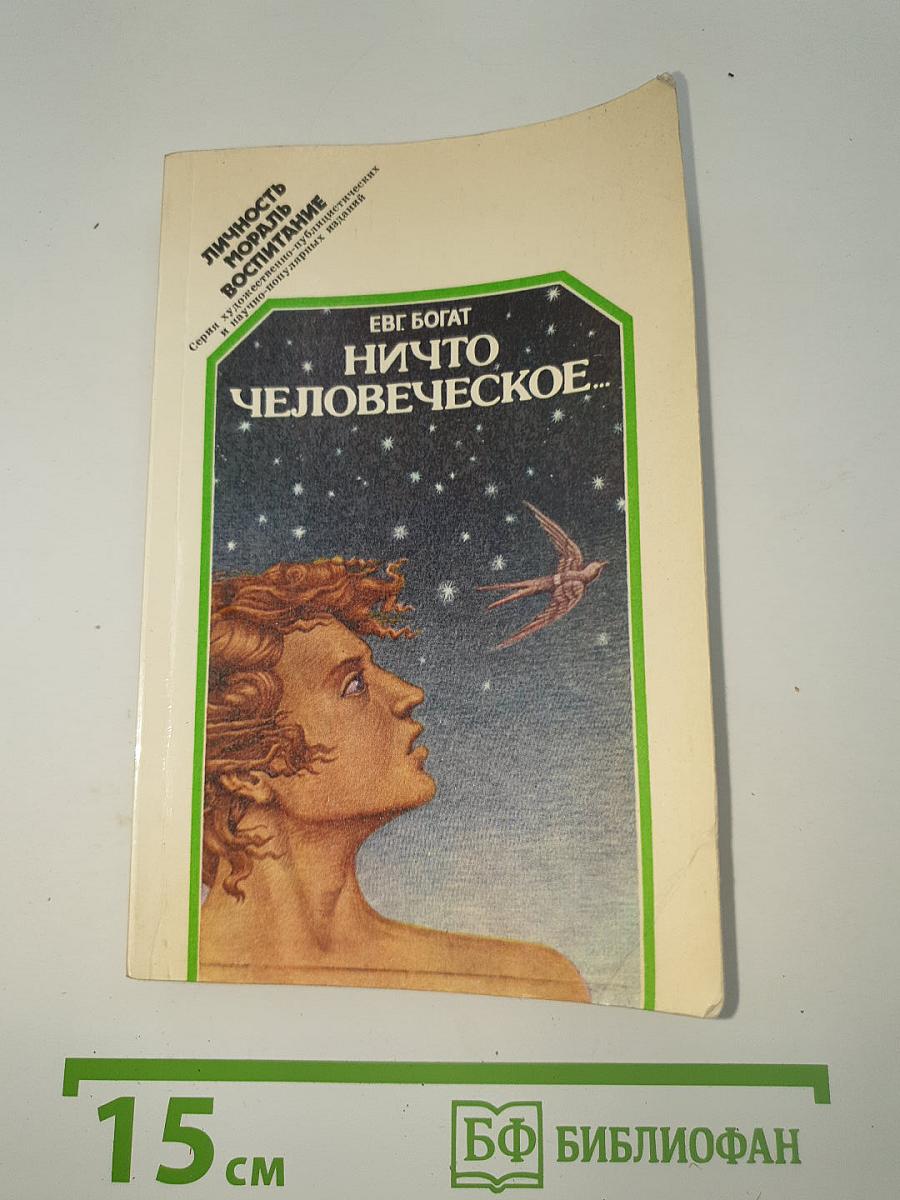 ЛИЧНОСТЬ
МОРАЛЬ
ВОСПИТАНИЕ
Серия художественно-публицистических
и научно-популярных изданий
ЕВГ. БОГАТ
НИЧТО
ЧЕЛОВЕЧЕСКОЕ...
15 см
БФ БИБЛИОФАН